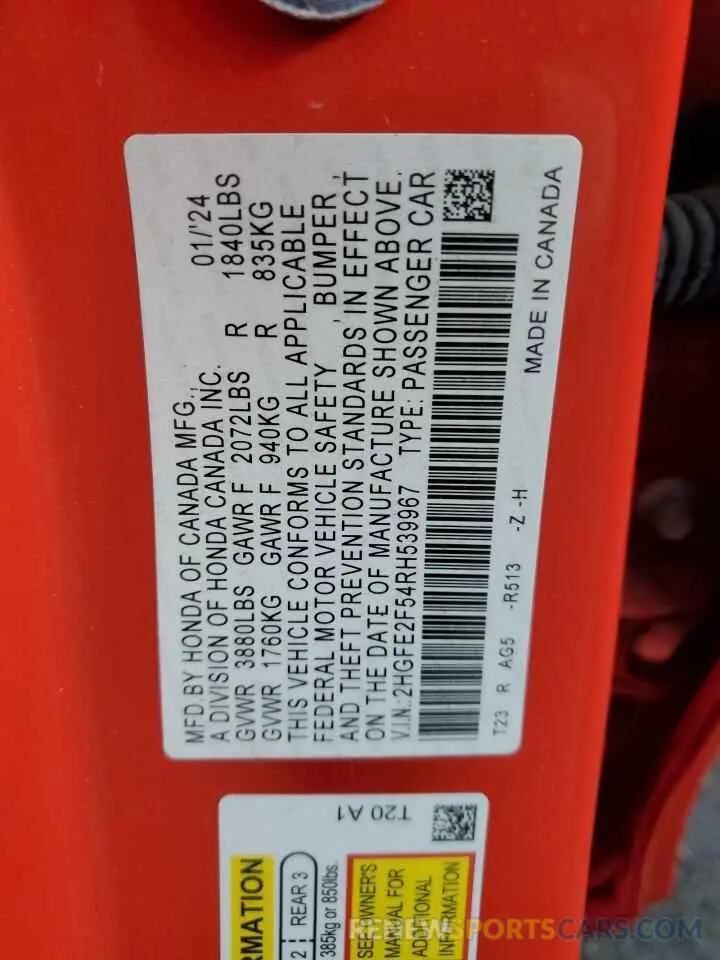 MFD.BY HONDA OF CANADA MFG., 01/'24
A DIVISION OF HONDA CANADA INC.
GVWR 3880LBS GAWR F 2072LBS R 1840LBS
GVWR 1760KG GAWR F 940KG R 835KG
THIS VEHICLE CONFORMS TO ALL APPLICABLE
FEDERAL MOTOR VEHICLE SAFETY , BUMPER ,
AND THEFT PREVENTION STANDARDS IN EFFECT
ON THE DATE OF MANUFACTURE SHOWN ABOVE.
V.I.N.:2HGFE2F54RH539967 TYPE: PASSENGER CAR
T23 R AG5 -R513 -Z -H MADE IN CANADA
T20 A1
RMATION
2 REAR 3
385kg or 850lbs.
SEE OWNER'S
MANUAL FOR
ADDITIONAL
INFORMATION
RENEWSPORTSCARS.COM